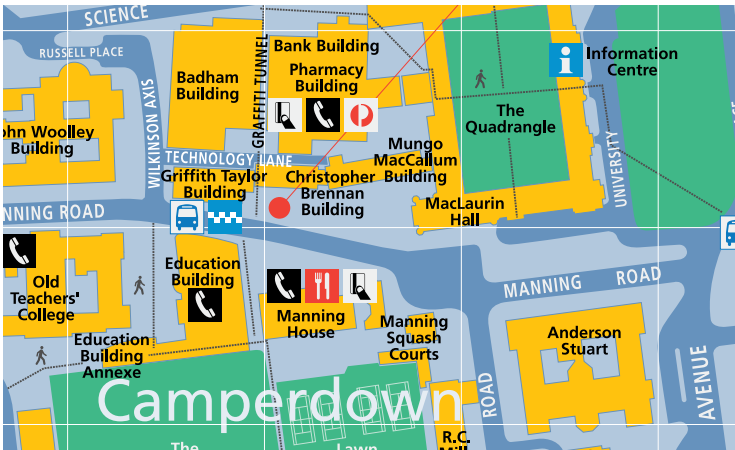 SCIENCE
RUSSELL PLACE
WILKINSON AXIS
Badham
Building
GRAFFITI TUNNEL
Bank Building
Pharmacy
Building
Information
Centre
The
Quadrangle
UNIVERSITY
ohn Woolley
Building
TECHNOLOGY LANE
Griffith Taylor
Building
Christopher
Brennan
Building
Mungo
MacCallum
Building
MacLaurin
Hall
NNING ROAD
Old
Teachers'
College
Education
Building
Education
Building
Annexe
Manning
House
Manning
Squash
Courts
MANNING ROAD
Anderson
Stuart
AVENUE
ROAD
Camperdown
R.C.
The
Lawn